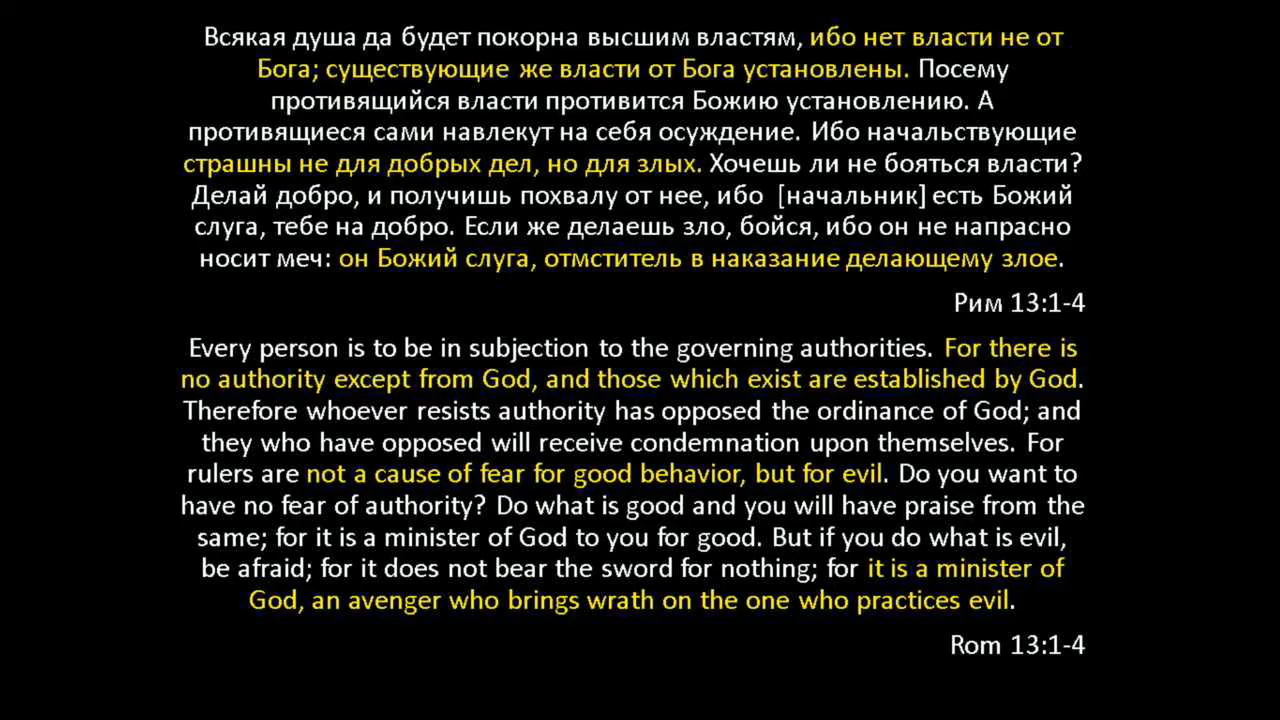 Всякая душа да будет покорна высшим властям, ибо нет власти не от
Бога; существующие же власти от Бога установлены. Посему
противящийся власти противится Божию установлению. А
противящиеся сами навлекут на себя осуждение. Ибо начальствующие
страшны не для добрых дел, но для злых. Хочешь ли не бояться власти?
Делай добро, и получишь похвалу от нее, ибо [начальник] есть Божий
слуга, тебе на добро. Если же делаешь зло, бойся, ибо он не напрасно
носит меч: он Божий слуга, отмститель в наказание делающему злое.
Рим 13:1-4
Every person is to be in subjection to the governing authorities. For there is
no authority except from God, and those which exist are established by God.
Therefore whoever resists authority has opposed the ordinance of God; and
they who have opposed will receive condemnation upon themselves. For
rulers are not a cause of fear for good behavior, but for evil. Do you want to
have no fear of authority? Do what is good and you will have praise from the
same; for it is a minister of God to you for good. But if you do what is evil,
be afraid; for it does not bear the sword for nothing; for it is a minister of
God, an avenger who brings wrath on the one who practices evil.
Rom 13:1-4